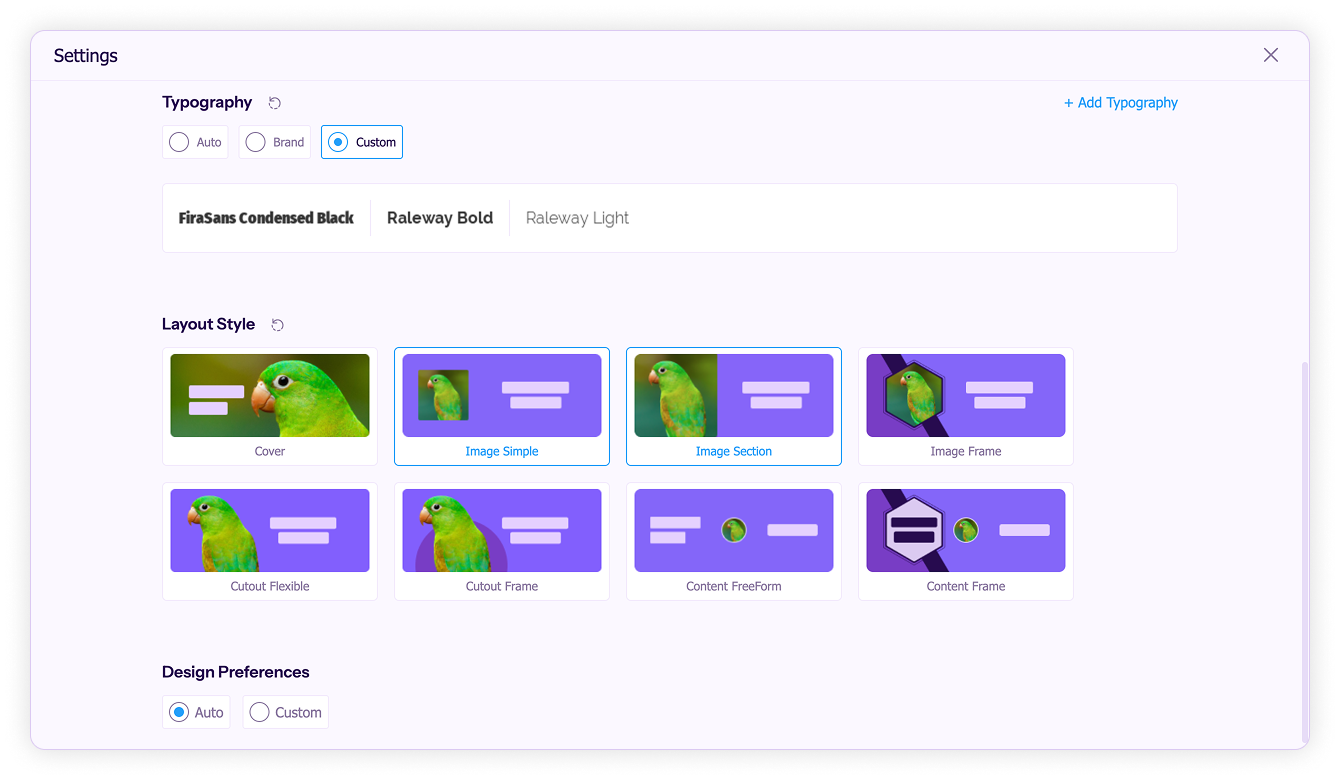 Settings
Typography
+ Add Typography
Auto
Brand
Custom
FiraSans Condensed Black
Raleway Bold
Raleway Light
Layout Style
Cover
Image Simple
Image Section
Image Frame
Cutout Flexible
Cutout Frame
Content FreeForm
Content Frame
Design Preferences
Auto
Custom